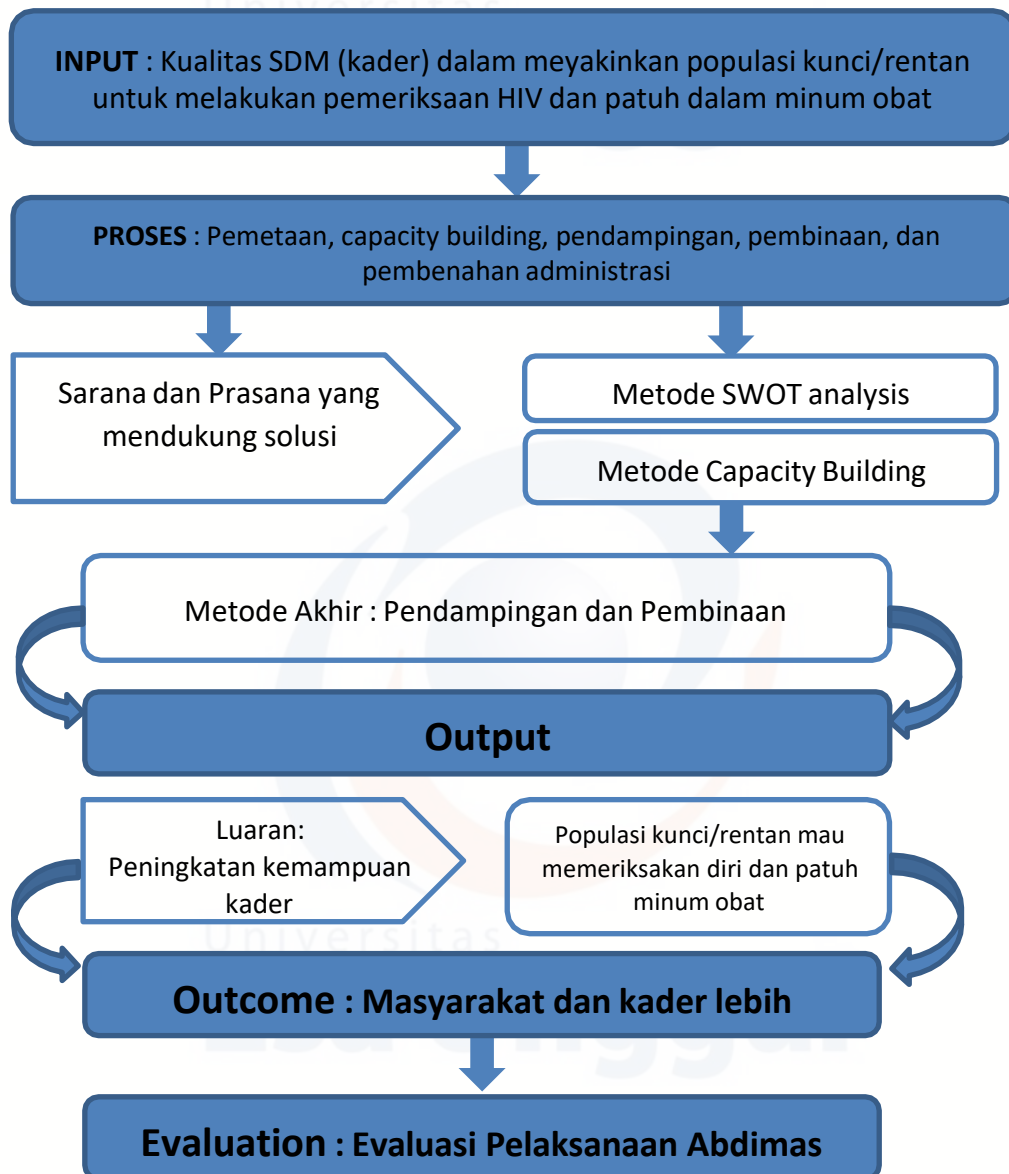 Universitas
INPUT : Kualitas SDM (kader) dalam meyakinkan populasi kunci/rentan
untuk melakukan pemeriksaan HIV dan patuh dalam minum obat
PROSES : Pemetaan, capacity building, pendampingan, pembinaan, dan
pembenahan administrasi
Sarana dan Prasana yang
mendukung solusi
Metode SWOT analysis
Metode Capacity Building
Metode Akhir : Pendampingan dan Pembinaan
Output
Luaran:
Peningkatan kemampuan
kader
Populasi kunci/rentan mau
memeriksakan diri dan patuh
minum obat
Universitas
Outcome : Masyarakat dan kader lebih
Evaluation : Evaluasi Pelaksanaan Abdimas